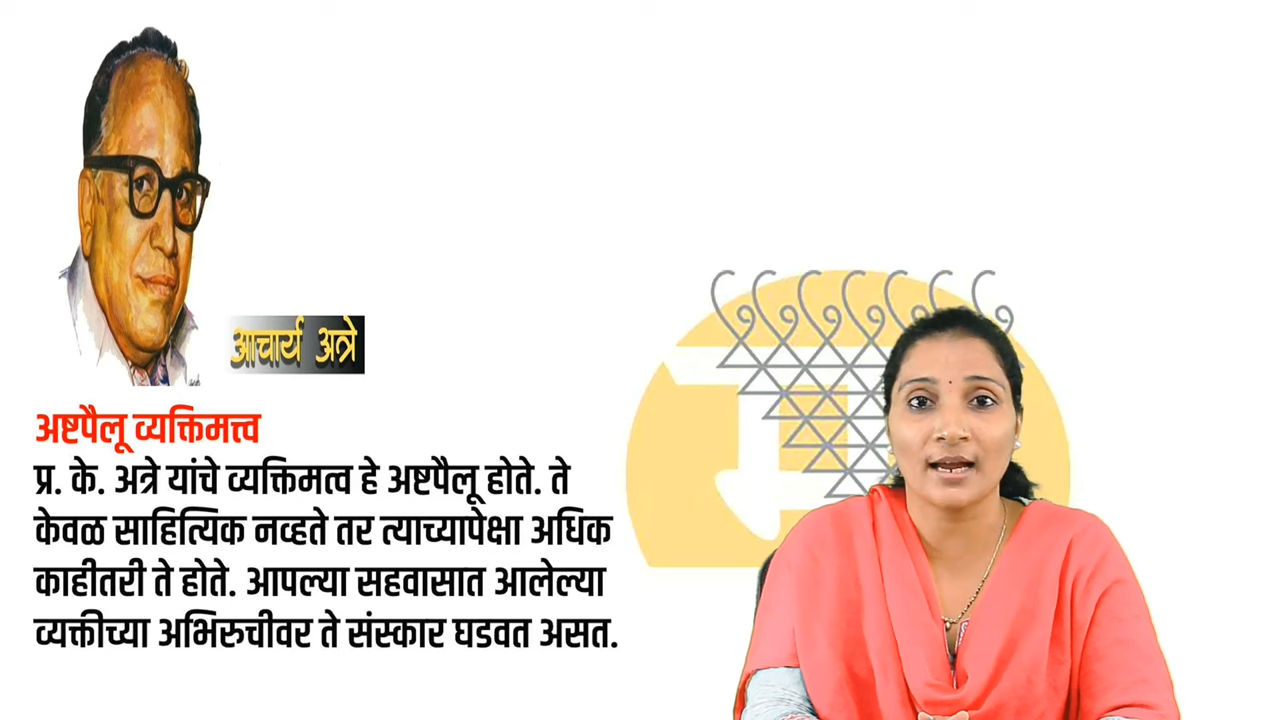 आचार्य अत्रे
अष्टपैलू व्यक्तिमत्त्व
प्र. के. अत्रे यांचे व्यक्तिमत्व हे अष्टपैलू होते. ते
केवळ साहित्यिक नव्हते तर त्याच्यापेक्षा अधिक
काहीतरी ते होते. आपल्या सहवासात आलेल्या
व्यक्तीच्या अभिरुचीवर ते संस्कार घडवत असत.